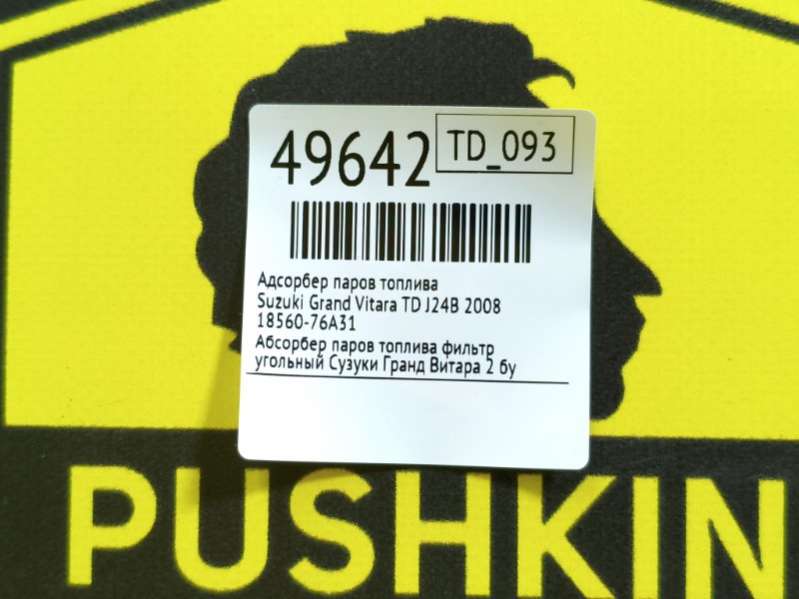 49642
TD_093
Адсорбер паров топлива
Suzuki Grand Vitara TD J24B 2008
18560-76A31
Абсорбер паров топлива фильтр
угольный Сузуки Гранд Витара 2 бу
PUSHKIN